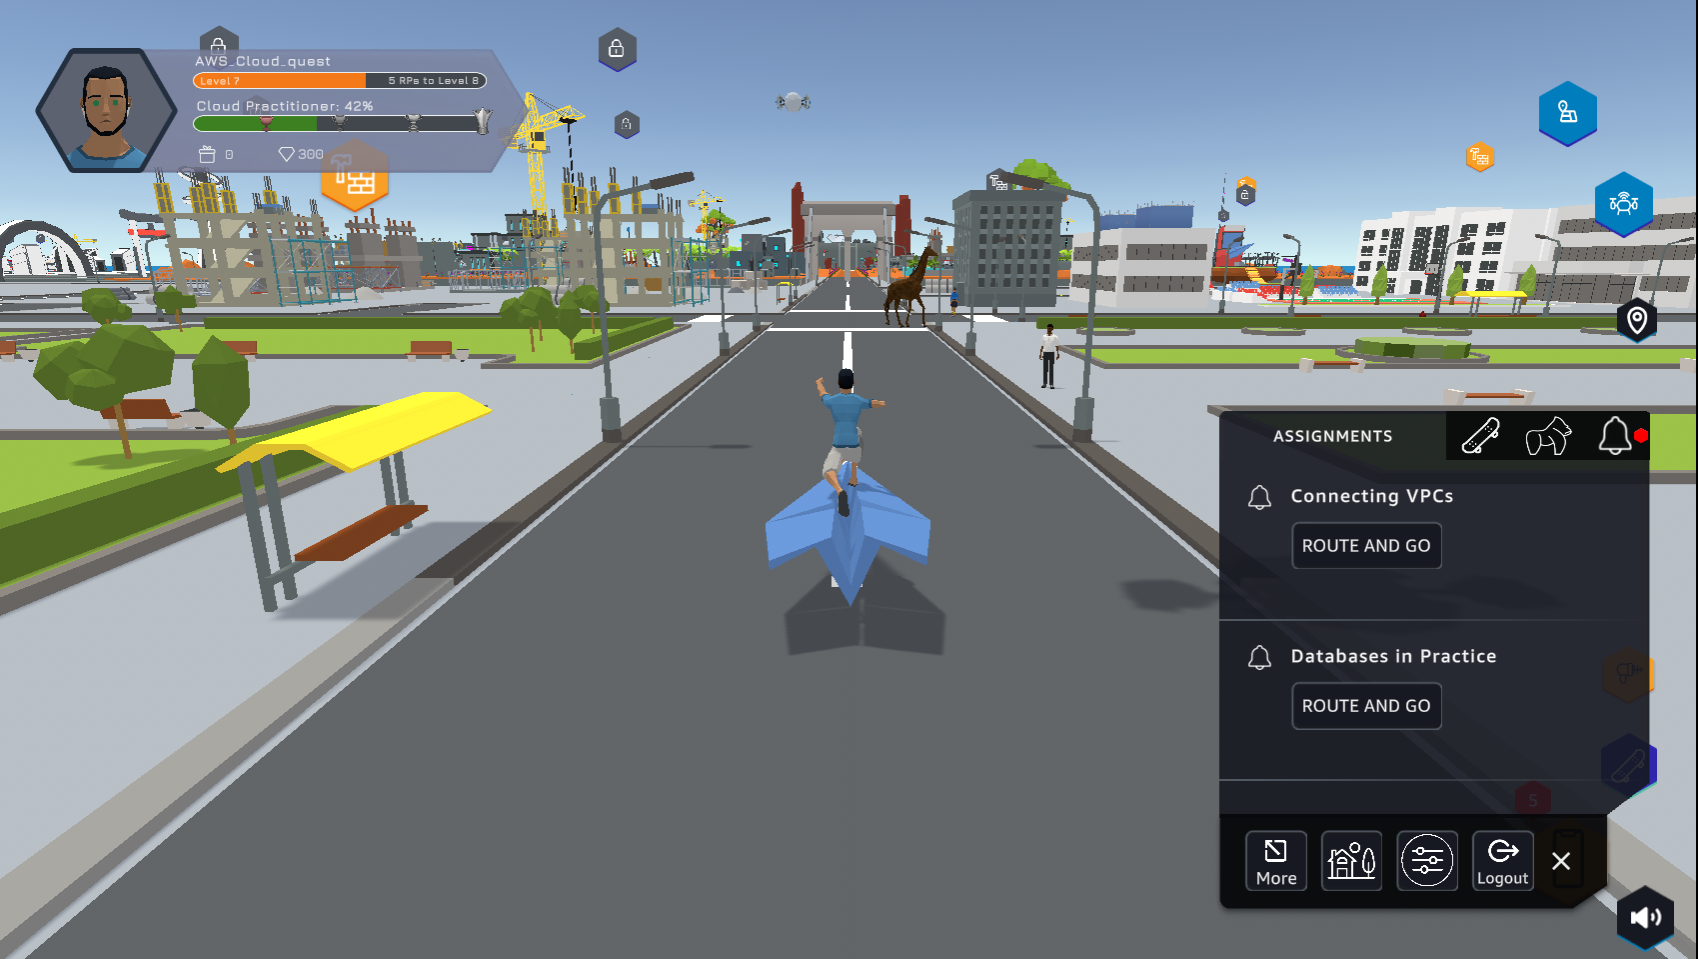 AWS_Cloud_quest
Level 7
5 RPs to Level 8
Cloud Practitioner: 42%
0
300
ASSIGNMENTS
Connecting VPCs
ROUTE AND GO
Databases in Practice
ROUTE AND GO
5
More
Logout